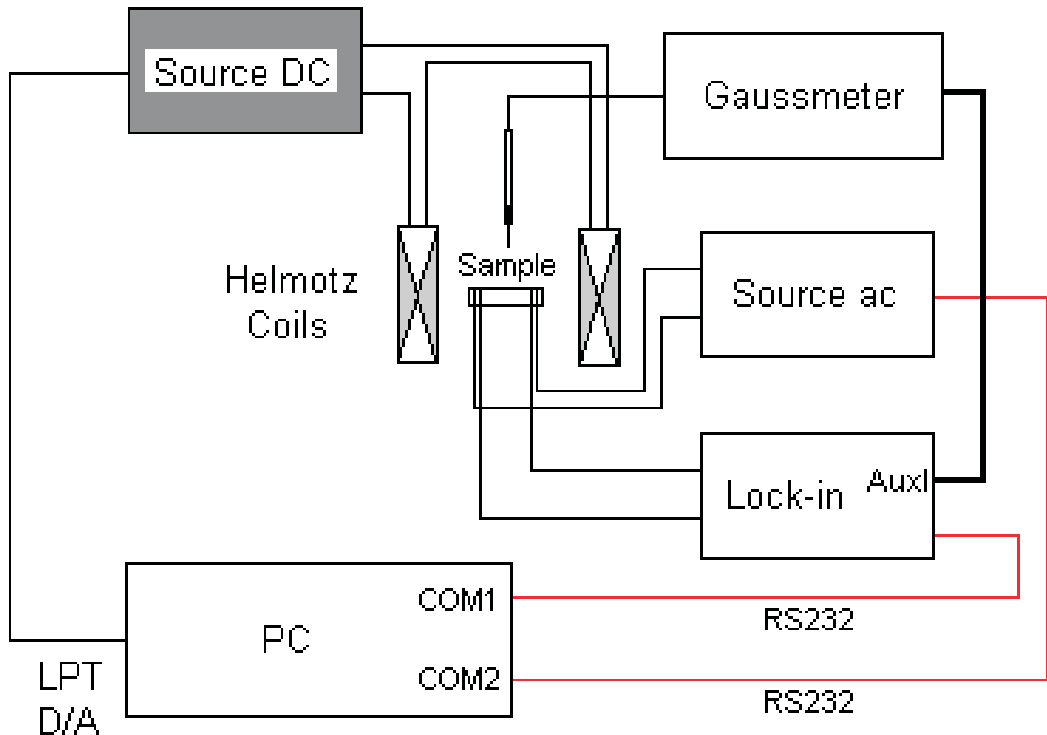 Source DC
Gaussmeter
Helmotz
Coils
Sample
Source ac
Lock-in
AuxI
PC
COM1
COM2
RS232
RS232
LPT
D/A